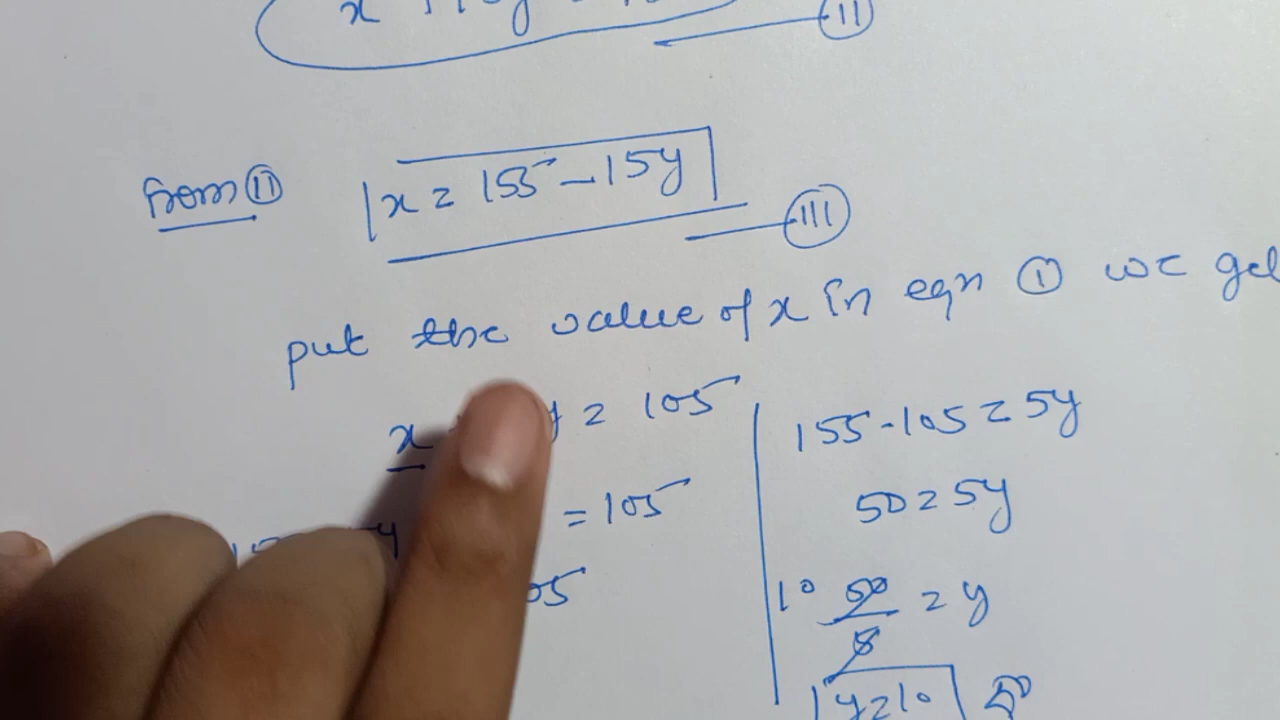 x
II
from II x = 155 - 15y
III
put the value of x in eqn I we get
x y = 105
= 105
y
05
155 - 105 = 5y
50 = 5y
10 50/5 = y
y = 10